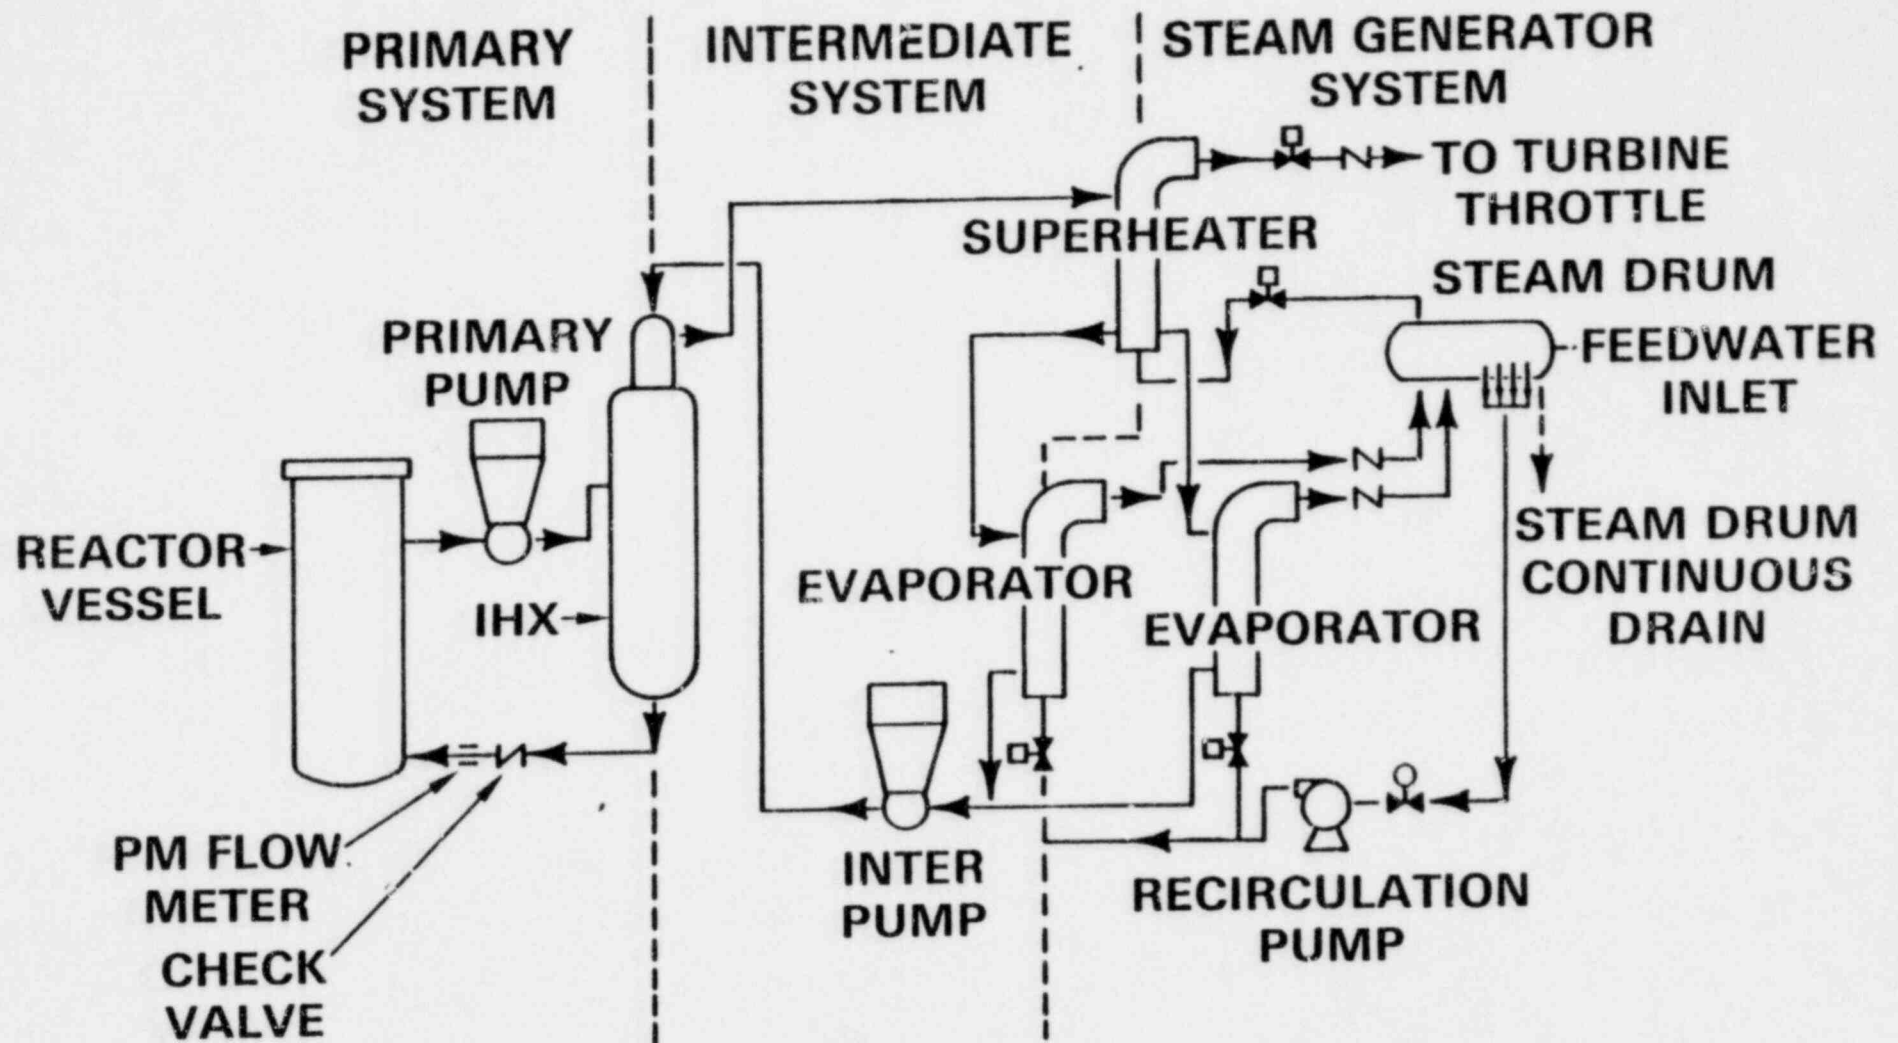 PRIMARY
SYSTEM
INTERMEDIATE
SYSTEM
STEAM GENERATOR
SYSTEM
TO TURBINE
THROTTLE
SUPERHEATER
STEAM DRUM
FEEDWATER
INLET
PRIMARY
PUMP
REACTOR
VESSEL
IHX
EVAPORATOR
EVAPORATOR
STEAM DRUM
CONTINUOUS
DRAIN
PM FLOW
METER
CHECK
VALVE
INTER
PUMP
RECIRCULATION
PUMP